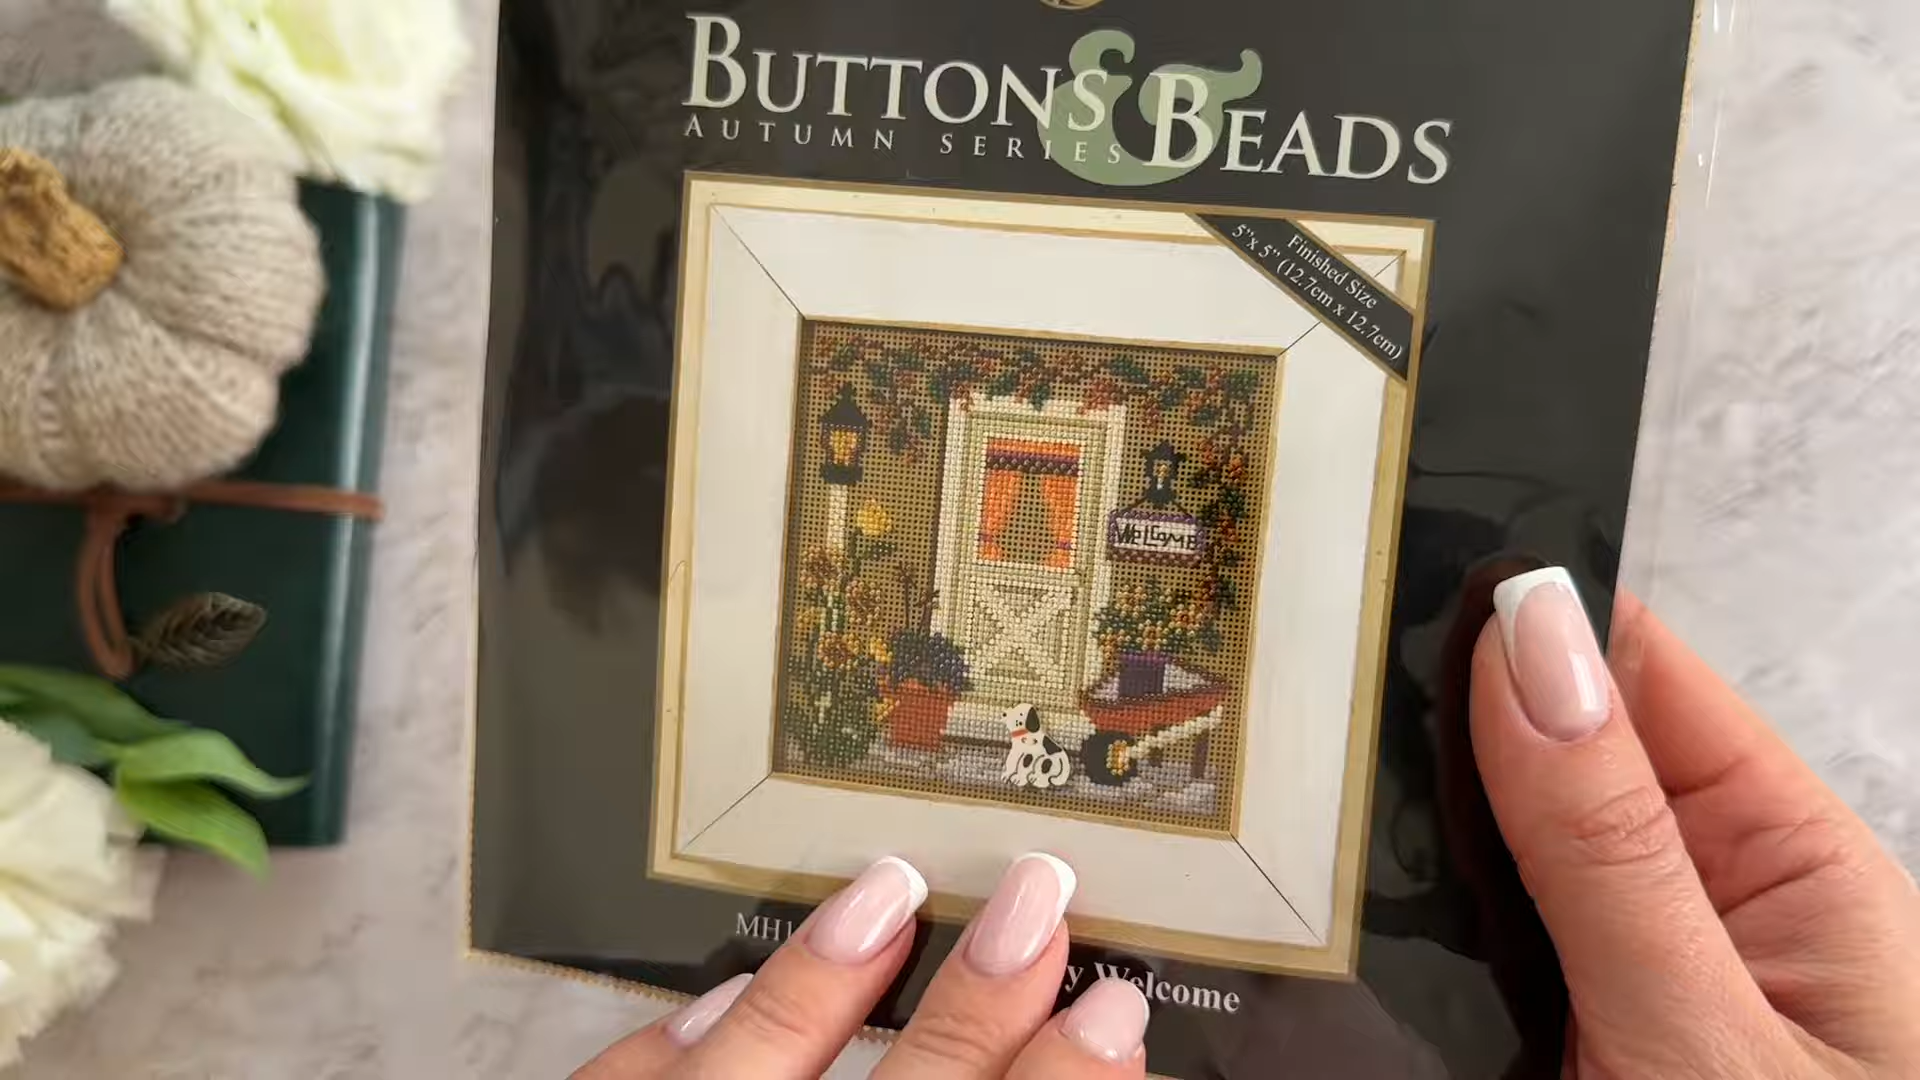 BUTTONS & BEADS
AUTUMN SERIES
Finished Size
5"x 5" (12.7cm x 12.7cm)
WELCOME
Welcome